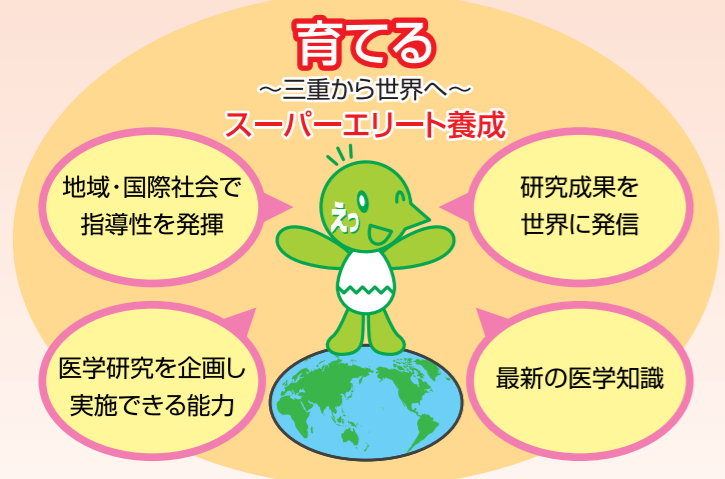 育てる
～三重から世界へ～
スーパーエリート養成
地域・国際社会で
指導性を発揮
研究成果を
世界に発信
えっ
医学研究を企画し
実施できる能力
最新の医学知識